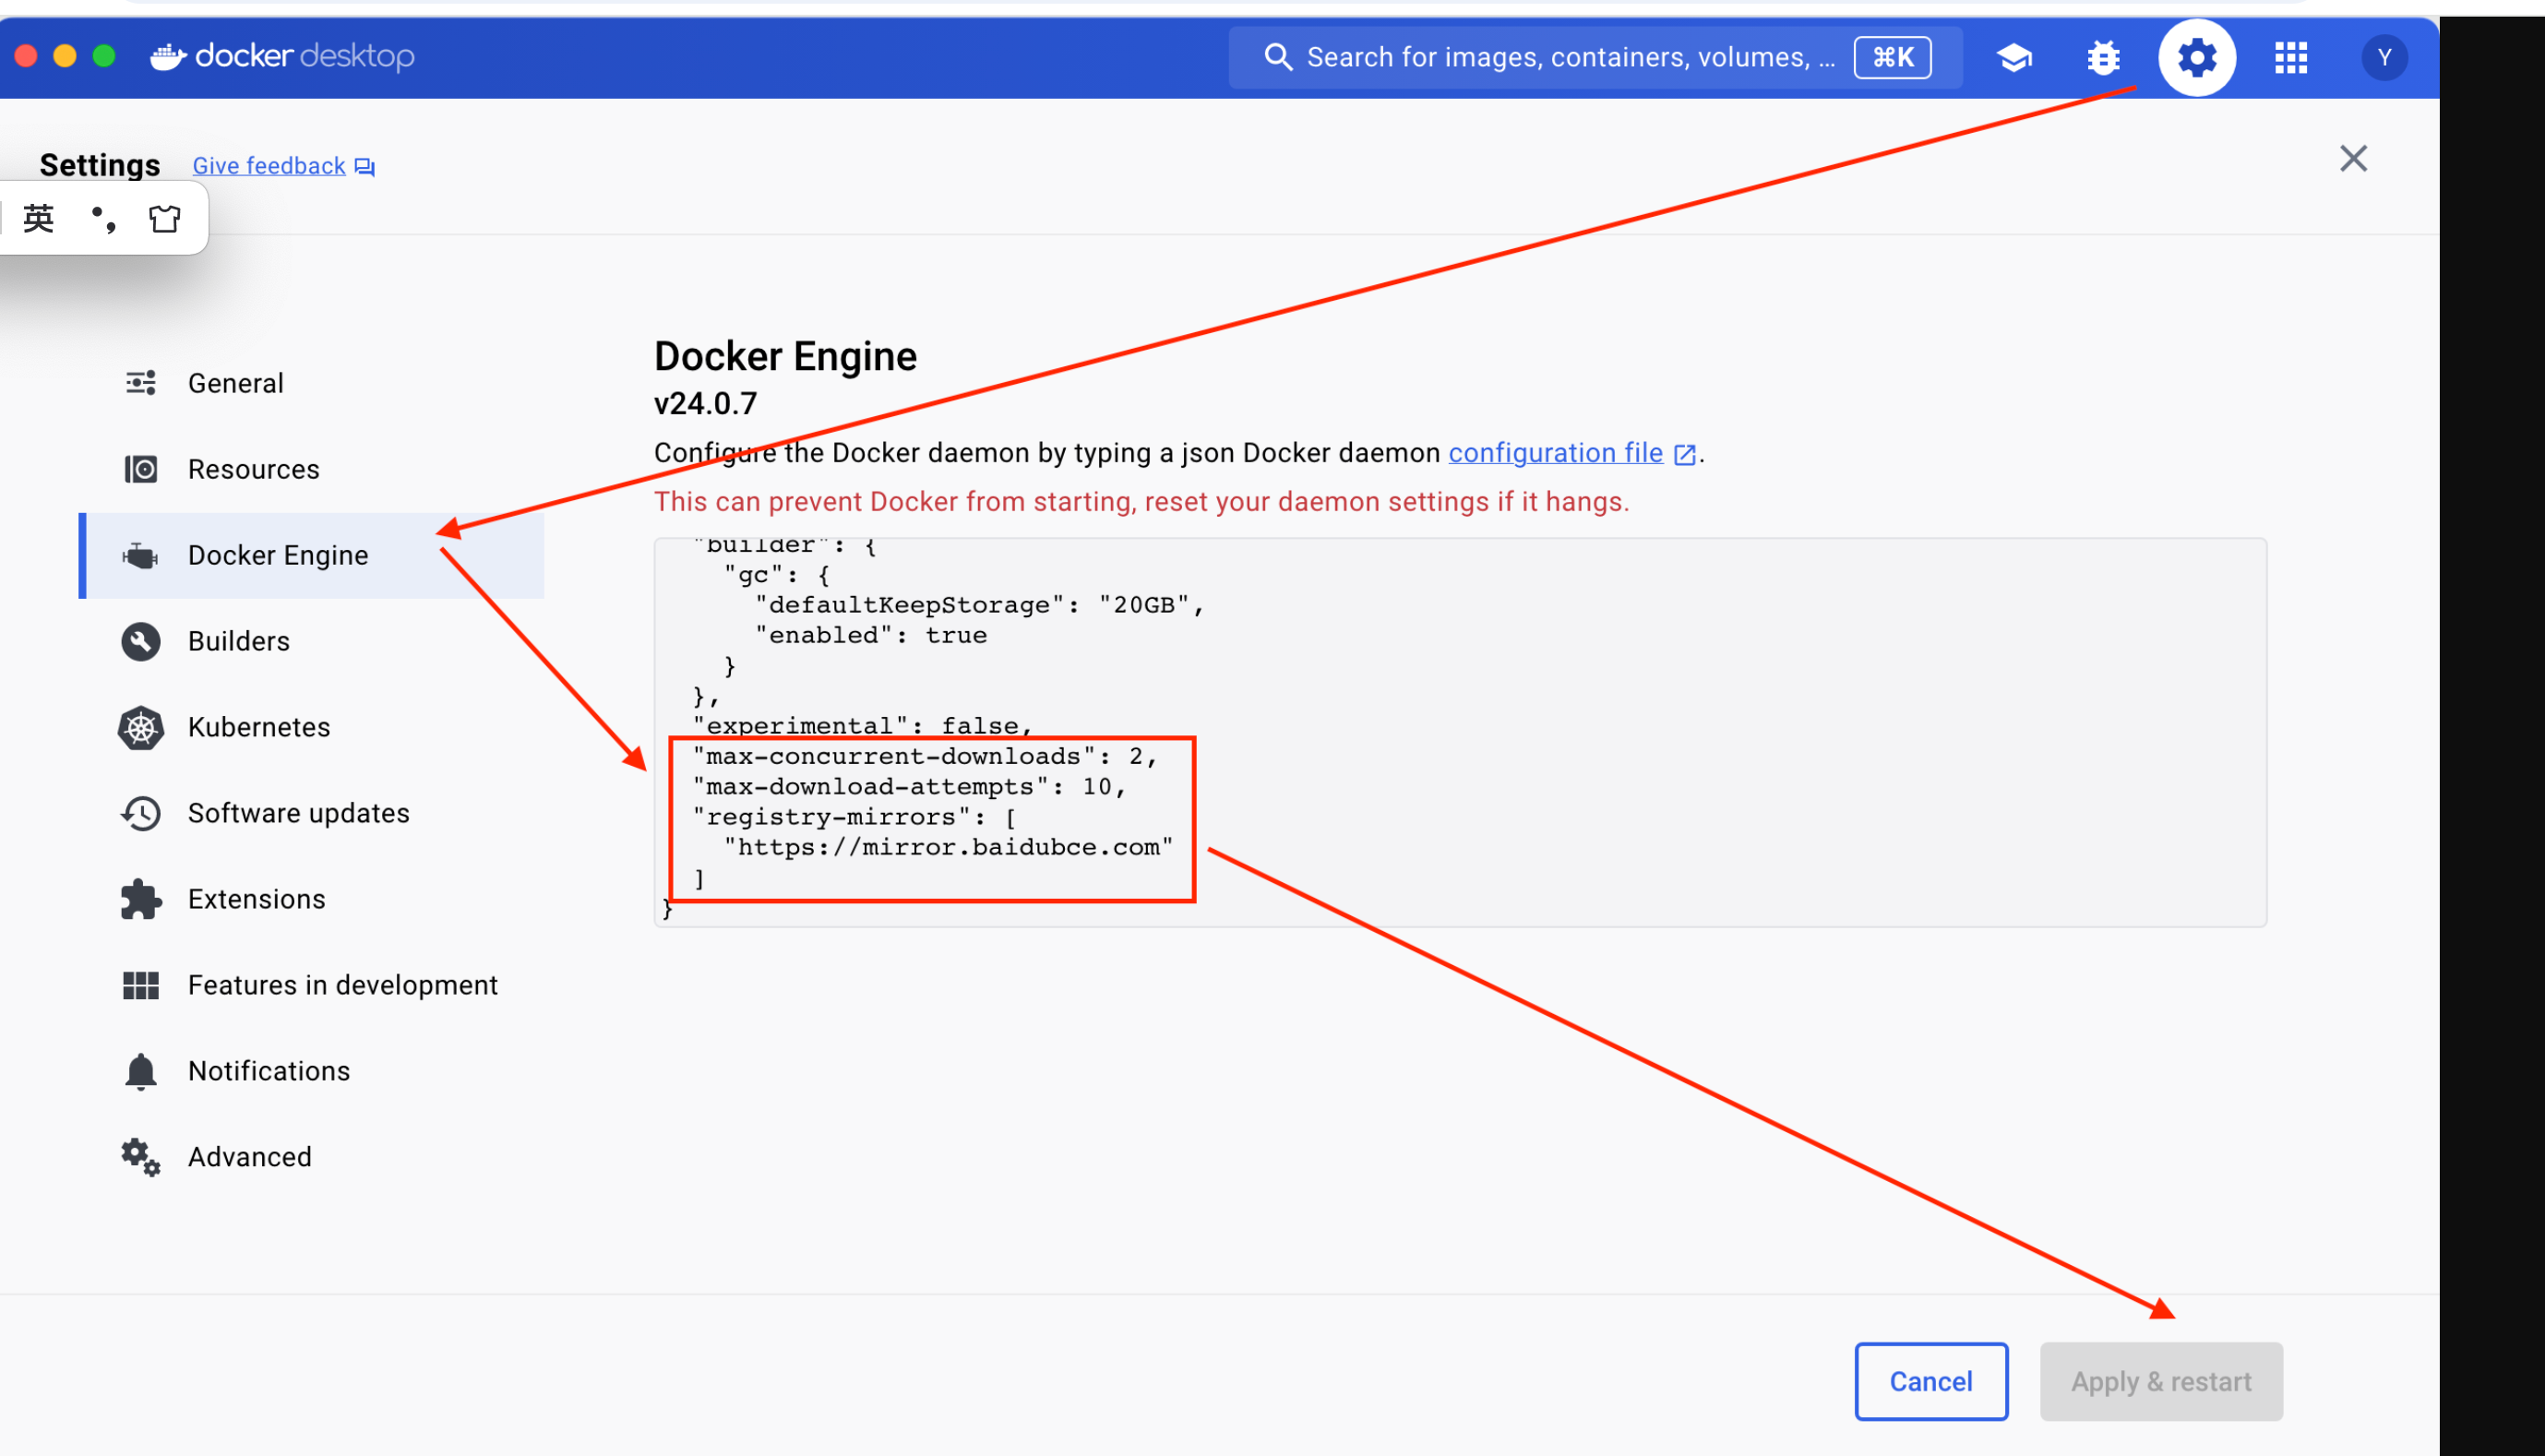 docker desktop
Search for images, containers, volumes, ...
⌘K
Y
Settings
Give feedback
英
General
Resources
Docker Engine
Builders
Kubernetes
Software updates
Extensions
Features in development
Notifications
Advanced
Docker Engine
v24.0.7
Configure the Docker daemon by typing a json Docker daemon configuration file.
This can prevent Docker from starting, reset your daemon settings if it hangs.
"builder": {
"gc": {
"defaultKeepStorage": "20GB",
"enabled": true
}
},
"experimental": false,
"max-concurrent-downloads": 2,
"max-download-attempts": 10,
"registry-mirrors": [
"https://mirror.baidubce.com"
]
}
Cancel
Apply & restart